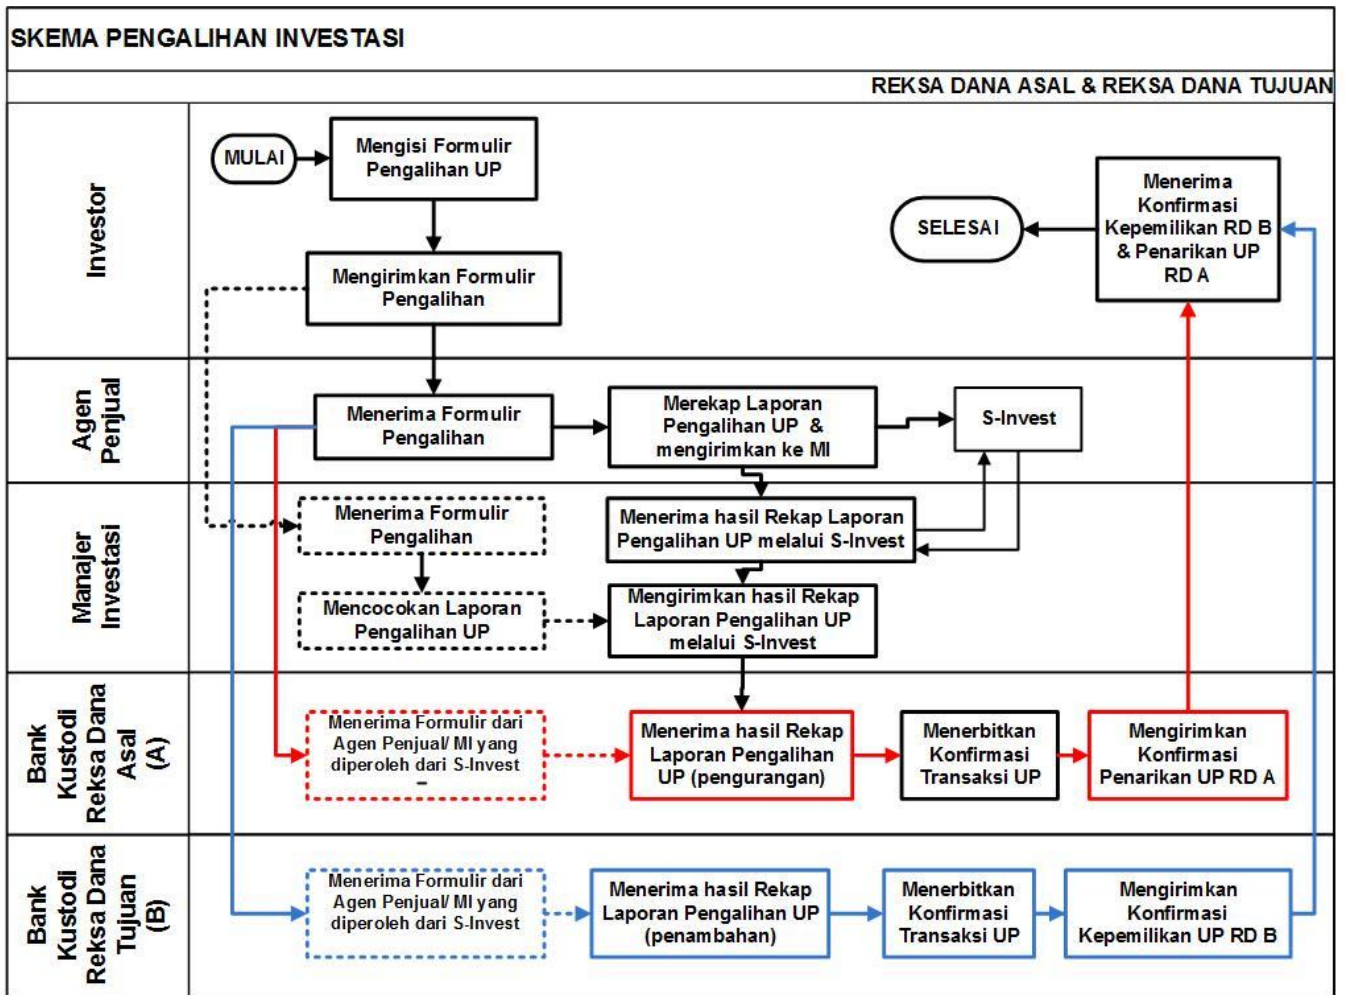 SKEMA PENGALIHAN INVESTASI
REKSA DANA ASAL & REKSA DANA TUJUAN
Investor
MULAI
Mengisi Formulir
Pengalihan UP
Mengirimkan Formulir
Pengalihan
SELESAI
Menerima
Konfirmasi
Kepemilikan RD B
& Penarikan UP
RD A
Agen
Penjual
Menerima Formulir
Pengalihan
Merekap Laporan
Pengalihan UP &
mengirimkan ke MI
S-Invest
Manajer
Investasi
Menerima Formulir
Pengalihan
Menerima hasil Rekap Laporan
Pengalihan UP melalui S-Invest
Mencocokan Laporan
Pengalihan UP
Mengirimkan hasil Rekap
Laporan Pengalihan UP
melalui S-Invest
Bank
Kustodi
Reksa Dana
Asal
(A)
Menerima Formulir dari
Agen Penjual/ MI yang
diperoleh dari S-Invest
–
Menerima hasil Rekap
Laporan Pengalihan
UP (pengurangan)
Menerbitkan
Konfirmasi
Transaksi UP
Mengirimkan
Konfirmasi
Penarikan UP RD A
Bank
Kustodi
Reksa Dana
Tujuan
(B)
Menerima Formulir dari
Agen Penjual/ MI yang
diperoleh dari S-Invest
Menerima hasil Rekap
Laporan Pengalihan UP
(penambahan)
Menerbitkan
Konfirmasi
Transaksi UP
Mengirimkan
Konfirmasi
Kepemilikan UP RD B